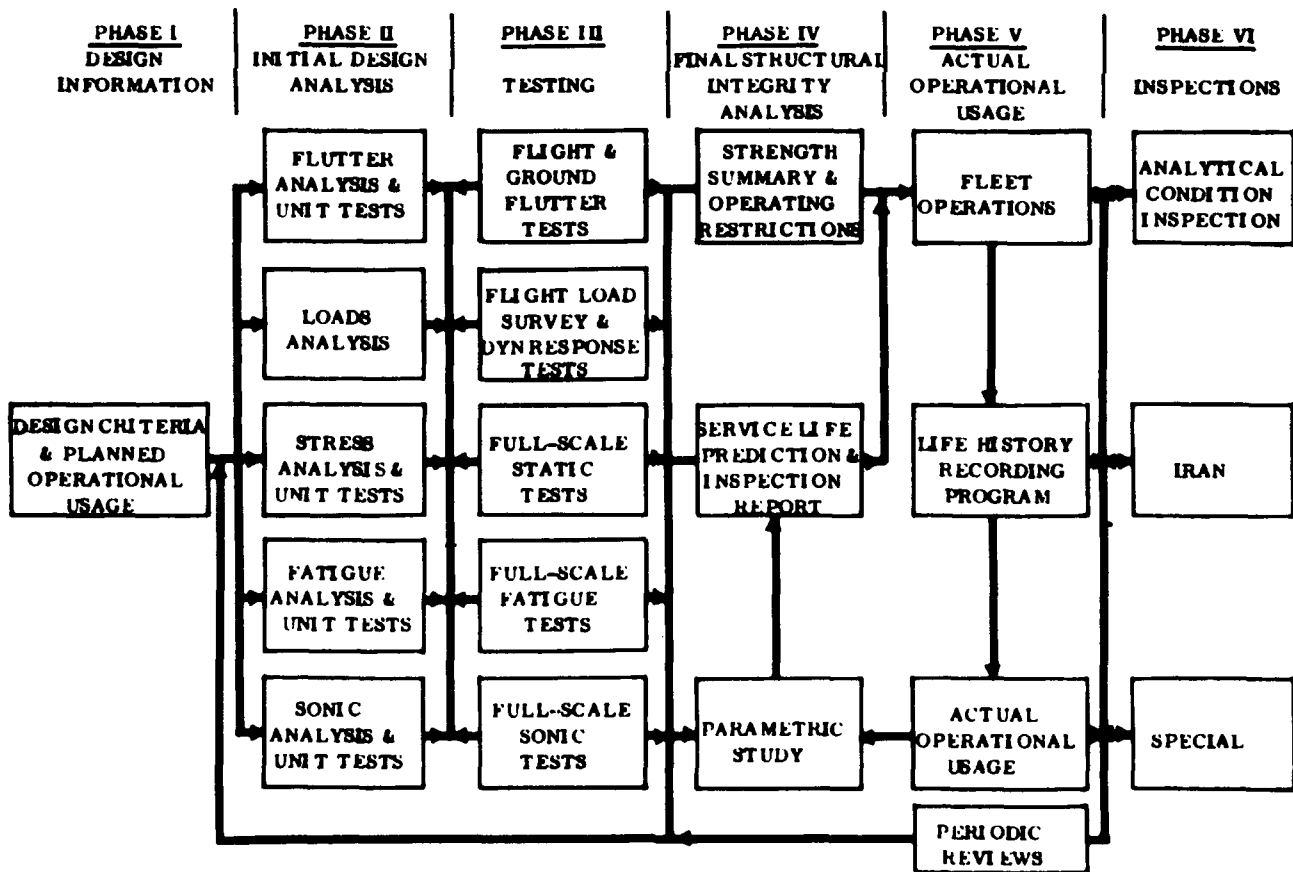 PHASE I
DESIGN
INFORMATION
PHASE II
INITIAL DESIGN
ANALYSIS
PHASE III
TESTING
PHASE IV
FINAL STRUCTURAL
INTEGRITY
ANALYSIS
PHASE V
ACTUAL
OPERATIONAL
USAGE
PHASE VI
INSPECTIONS
FLUTTER
ANALYSIS &
UNIT TESTS
FLIGHT &
GROUND
FLUTTER
TESTS
STRENGTH
SUMMARY &
OPERATING
RESTRICTIONS
FLEET
OPERATIONS
ANALYTICAL
CONDITION
INSPECTION
LOADS
ANALYSIS
FLIGHT LOAD
SURVEY &
DYN RESPONSE
TESTS
DESIGN CRITERIA
& PLANNED
OPERATIONAL
USAGE
STRESS
ANALYSIS &
UNIT TESTS
FULL-SCALE
STATIC
TESTS
SERVICE LIFE
PREDICTION &
INSPECTION
REPORT
LIFE HISTORY
RECORDING
PROGRAM
IRAN
FATIGUE
ANALYSIS &
UNIT TESTS
FULL-SCALE
FATIGUE
TESTS
SONIC
ANALYSIS &
UNIT TESTS
FULL-SCALE
SONIC
TESTS
PARAMETRIC
STUDY
ACTUAL
OPERATIONAL
USAGE
SPECIAL
PERIODIC
REVIEWS